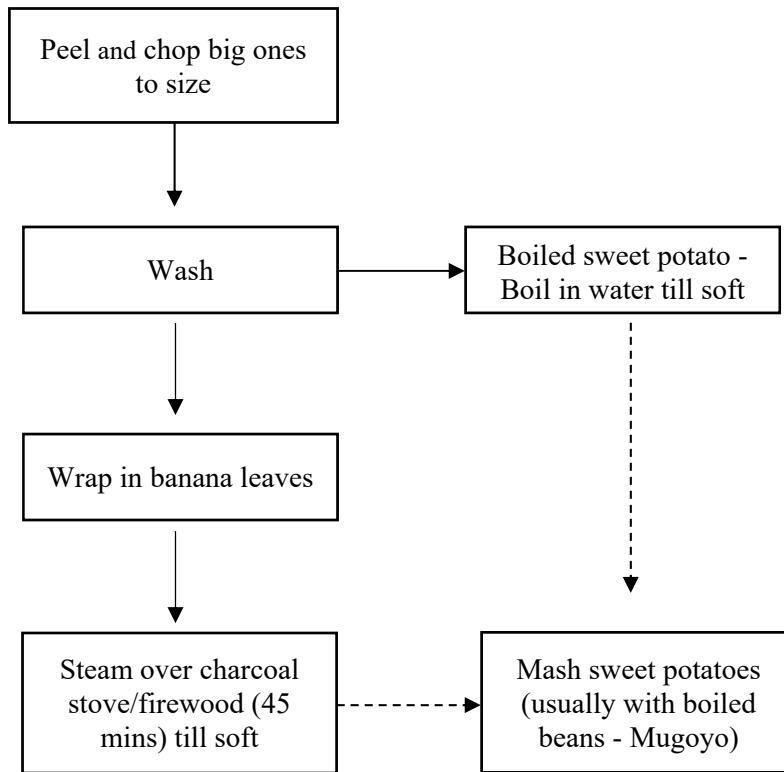 Peel and chop big ones
to size
Wash
Boiled sweet potato -
Boil in water till soft
Wrap in banana leaves
Steam over charcoal
stove/firewood (45
mins) till soft
Mash sweet potatoes
(usually with boiled
beans - Mugoyo)